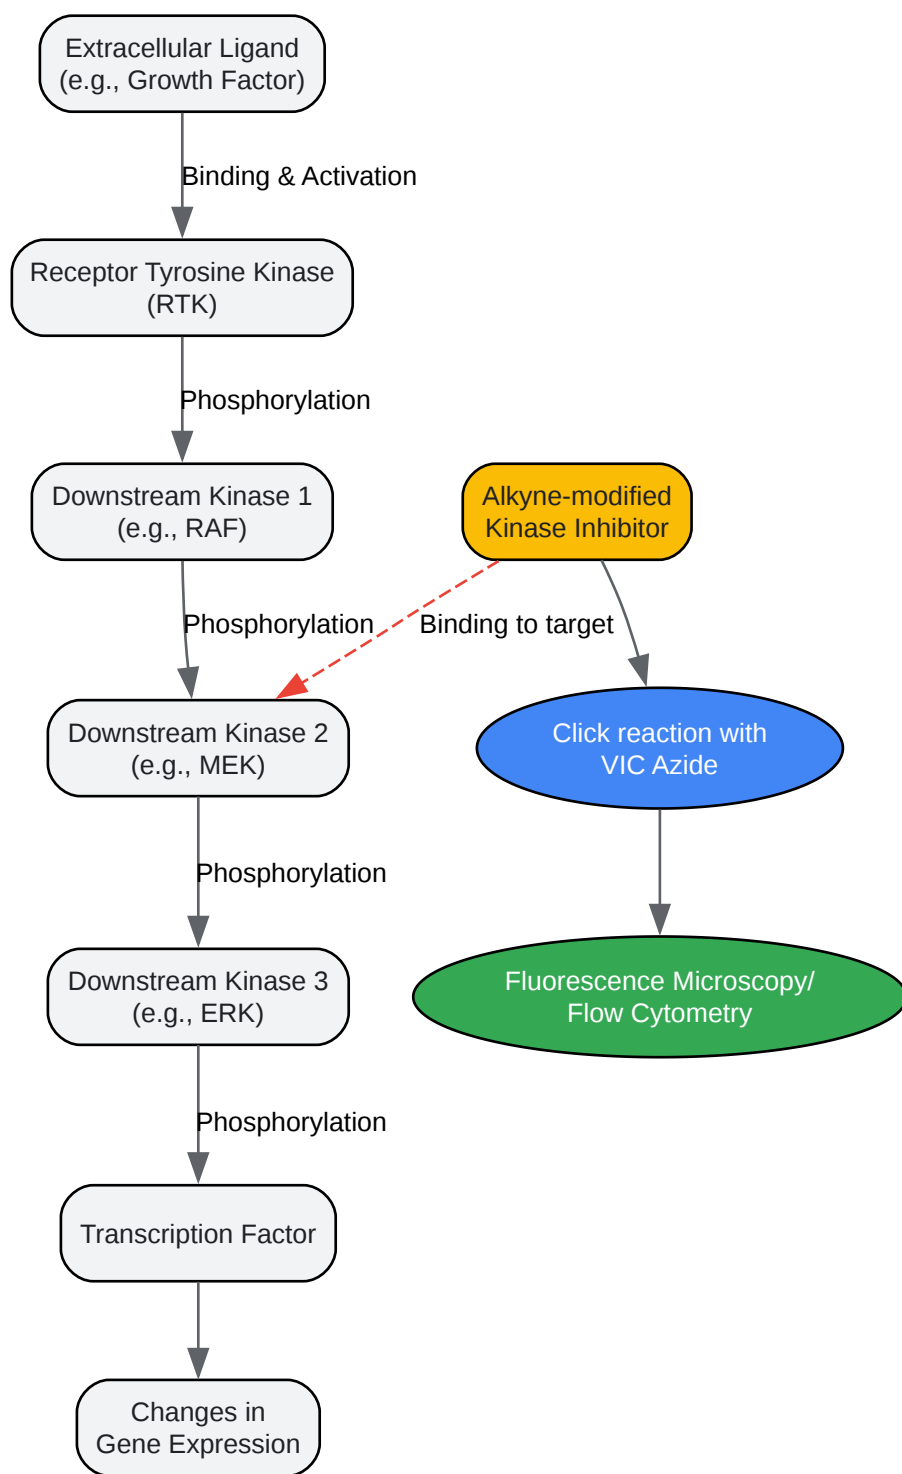 Extracellular Ligand
(e.g., Growth Factor)
Binding & Activation
Receptor Tyrosine Kinase
(RTK)
Phosphorylation
Downstream Kinase 1
(e.g., RAF)
Alkyne-modified
Kinase Inhibitor
Phosphorylation
Binding to target
Downstream Kinase 2
(e.g., MEK)
Click reaction with
VIC Azide
Phosphorylation
Downstream Kinase 3
(e.g., ERK)
Fluorescence Microscopy/
Flow Cytometry
Phosphorylation
Transcription Factor
Changes in
Gene Expression